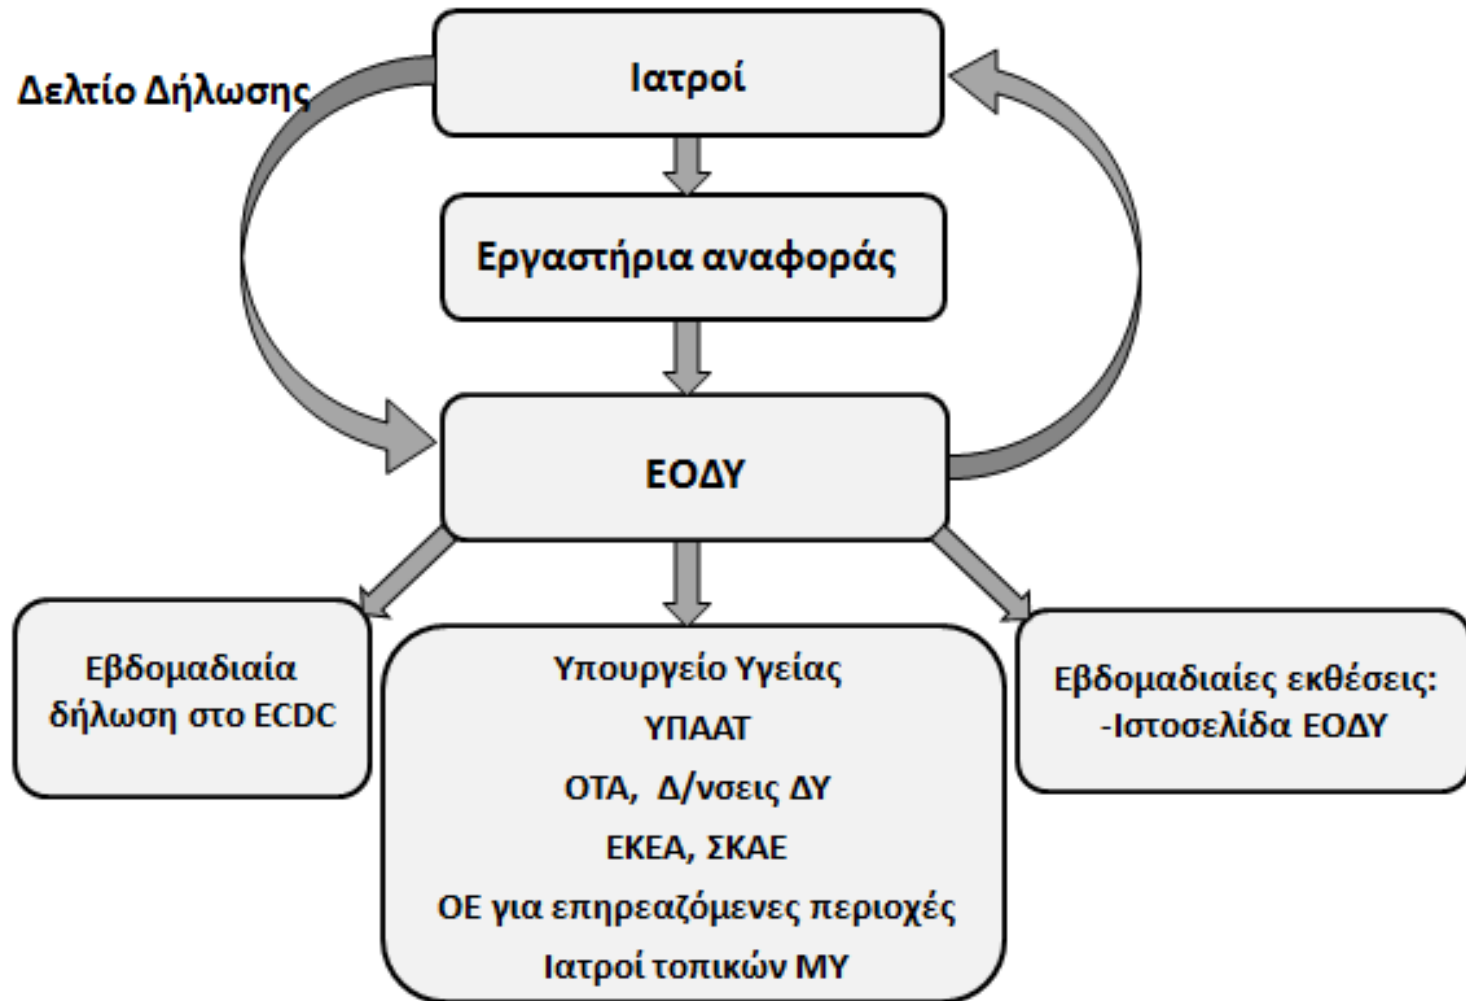 Δελτίο Δήλωσης
Ιατροί
Εργαστήρια αναφοράς
ΕΟΔΥ
Εβδομαδιαία
δήλωση στο ECDC
Υπουργείο Υγείας
ΥΠΑΑΤ
ΟΤΑ, Δ/νσεις ΔΥ
ΕΚΕΑ, ΣΚΑΕ
ΟΕ για επηρεαζόμενες περιοχές
Ιατροί τοπικών ΜΥ
Εβδομαδιαίες εκθέσεις:
-Ιστοσελίδα ΕΟΔΥ